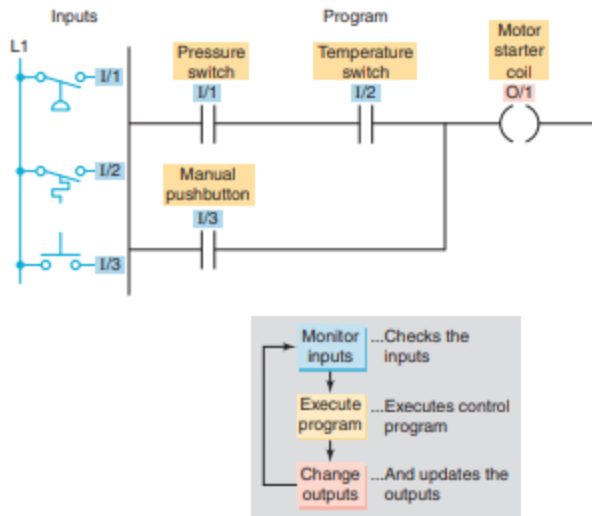 Inputs
Program
L1
I/1
I/2
I/3
Pressure
switch
I/1
Temperature
switch
I/2
Motor
starter
coil
O/1
Manual
pushbutton
I/3
Monitor
inputs
...Checks the
inputs
Execute
program
...Executes control
program
Change
outputs
...And updates the
outputs